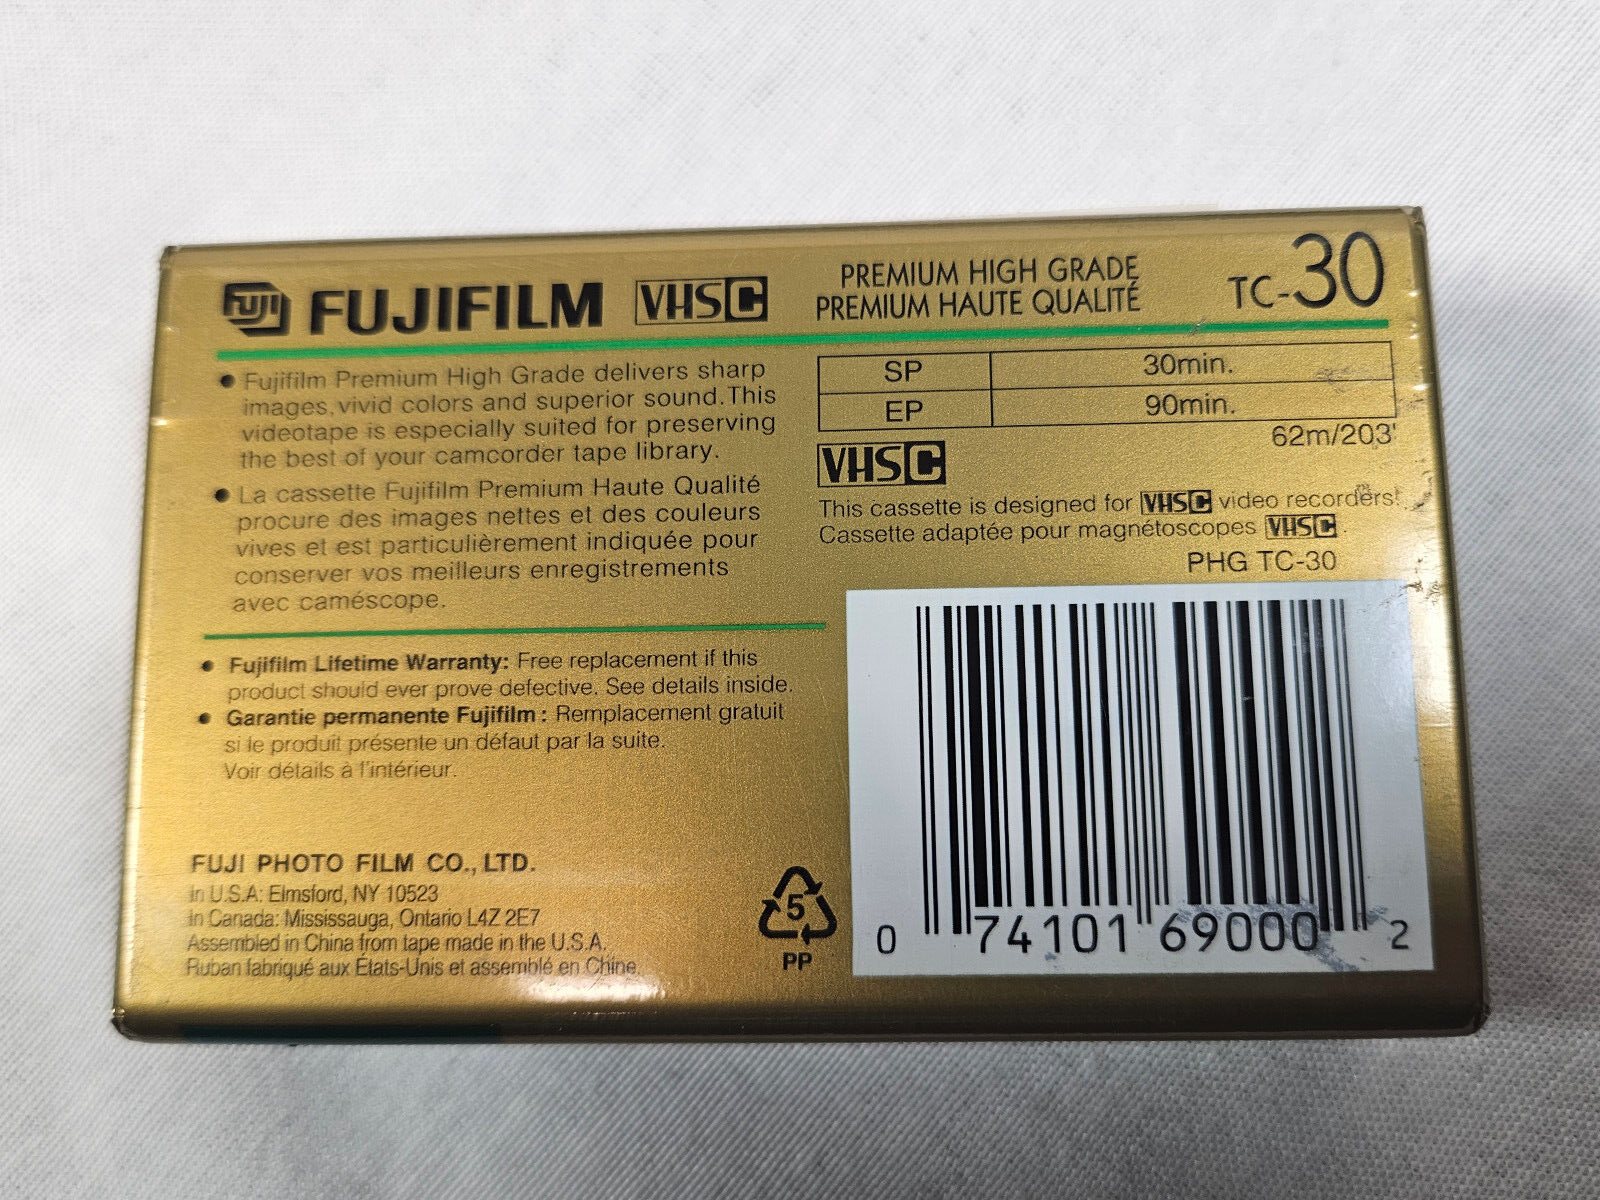 FUJI FUJIFILM VHSC
PREMIUM HIGH GRADE
PREMIUM HAUTE QUALITÉ
TC-30
• Fujifilm Premium High Grade delivers sharp
images, vivid colors and superior sound. This
videotape is especially suited for preserving
the best of your camcorder tape library.
• La cassette Fujifilm Premium Haute Qualité
procure des images nettes et des couleurs
vives et est particulièrement indiquée pour
conserver vos meilleurs enregistrements
avec caméscope.
SP 30min.
EP 90min.
62m/203'
VHSC
This cassette is designed for VHSC video recorders.
Cassette adaptée pour magnétoscopes VHSC.
PHG TC-30
• Fujifilm Lifetime Warranty: Free replacement if this
product should ever prove defective. See details inside.
• Garantie permanente Fujifilm : Remplacement gratuit
si le produit présente un défaut par la suite.
Voir détails à l'intérieur.
FUJI PHOTO FILM CO., LTD.
In U.S.A: Elmsford, NY 10523
In Canada: Mississauga, Ontario L4Z 2E7
Assembled in China from tape made in the U.S.A.
Ruban fabriqué aux États-Unis et assemblé en Chine.
5
PP
0 74101 69000 2